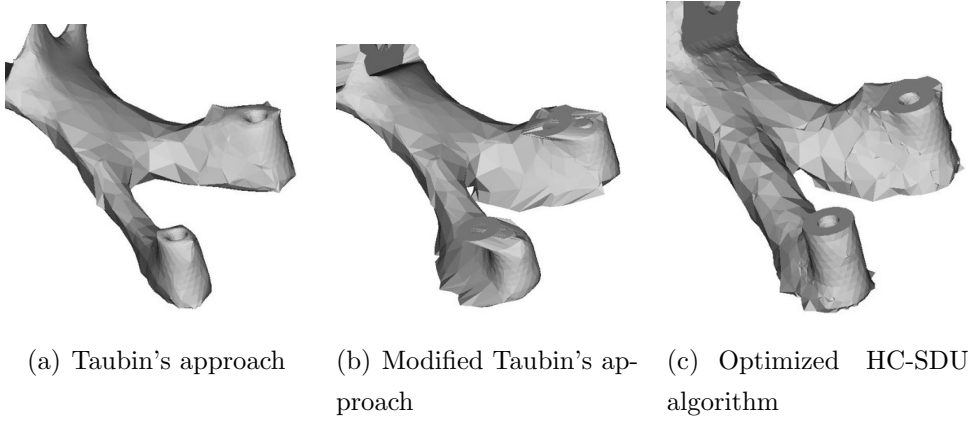 (a) Taubin's approach
(b) Modified Taubin's ap-
proach
(c) Optimized HC-SDU
algorithm